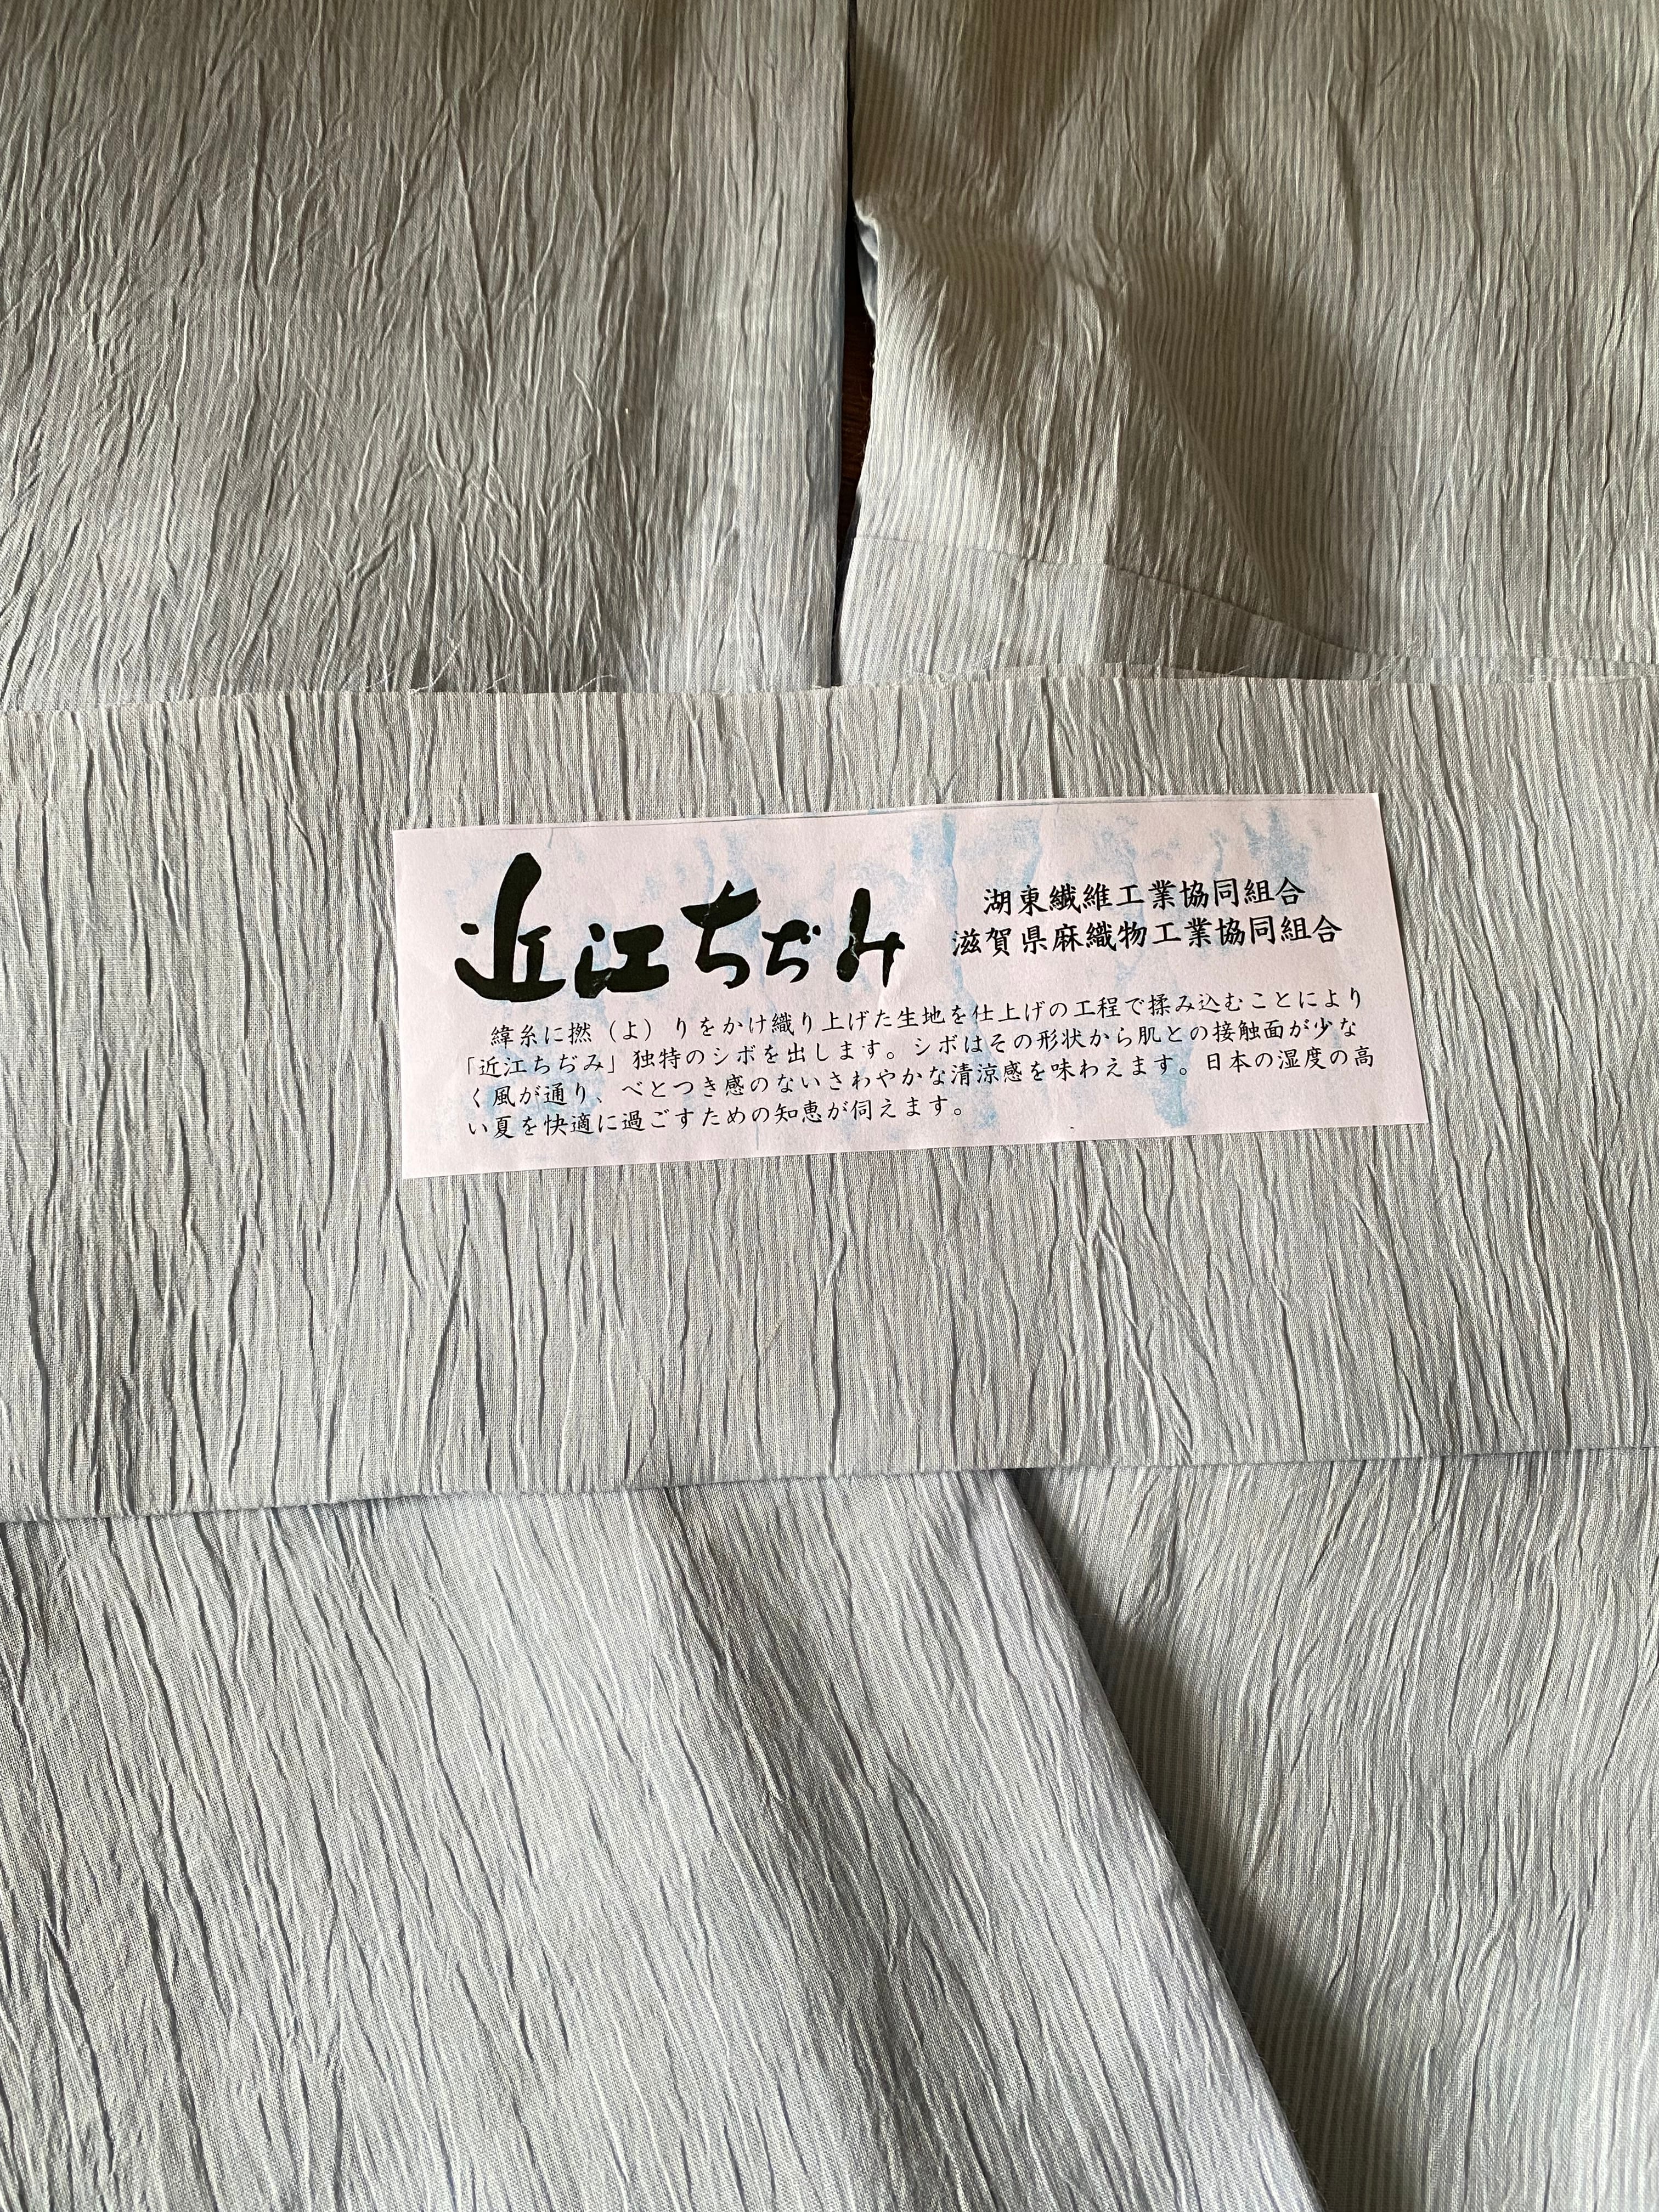 近江ちぢみ
湖東繊維工業協同組合
滋賀県麻織物工業協同組合
緯糸に撚（よ）りをかけ織り上げた生地を仕上げの工程で揉み込むことにより
「近江ちぢみ」独特のシボを出します。シボはその形状から肌との接触面が少な
く風が通り、べとつき感のないさわやかな清涼感を味わえます。日本の湿度の高
い夏を快適に過ごすための知恵が伺えます。